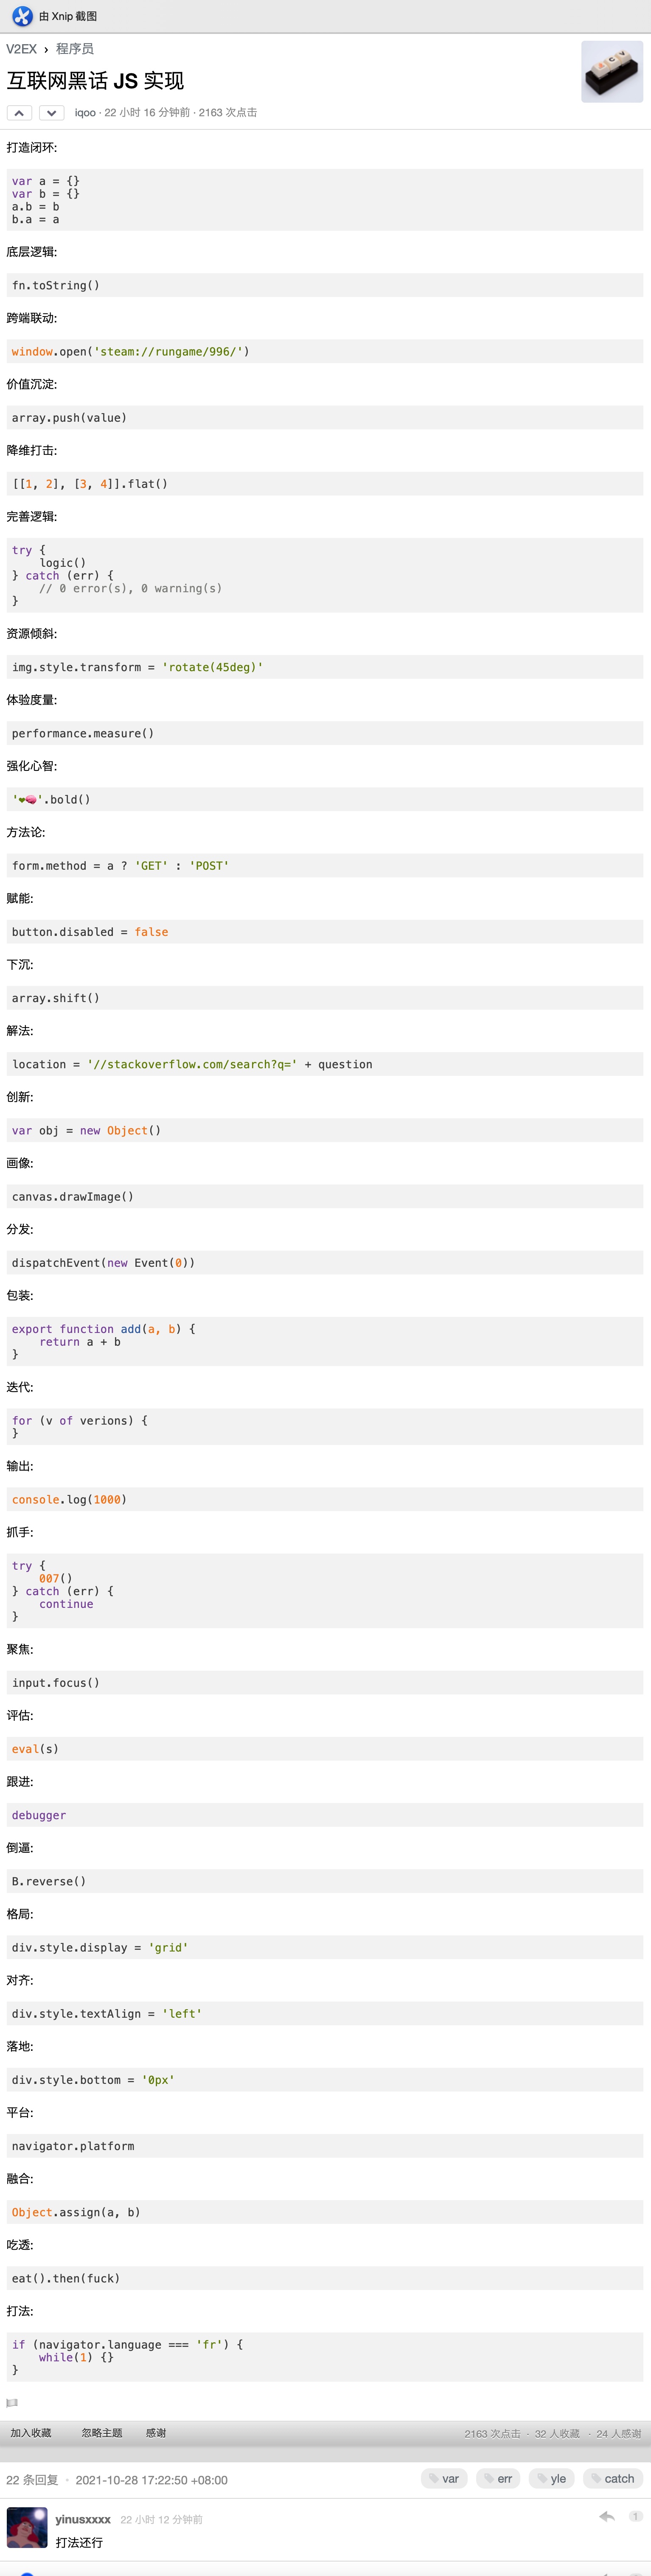 由 Xnip 截图
V2EX › 程序员
互联网黑话 JS 实现
iqoo · 22 小时 16 分钟前 · 2163 次点击
打造闭环:
var a = {}
var b = {}
a.b = b
b.a = a
底层逻辑:
fn.toString()
跨端联动:
window.open('steam://rungame/996/')
价值沉淀:
array.push(value)
降维打击:
[[1, 2], [3, 4]].flat()
完善逻辑:
try {
    logic()
} catch (err) {
    // 0 error(s), 0 warning(s)
}
资源倾斜:
img.style.transform = 'rotate(45deg)'
体验度量:
performance.measure()
强化心智:
'❤🧠'.bold()
方法论:
form.method = a ? 'GET' : 'POST'
赋能:
button.disabled = false
下沉:
array.shift()
解法:
location = '//stackoverflow.com/search?q=' + question
创新:
var obj = new Object()
画像:
canvas.drawImage()
分发:
dispatchEvent(new Event(0))
包装:
export function add(a, b) {
    return a + b
}
迭代:
for (v of verions) {
}
输出:
console.log(1000)
抓手:
try {
    007()
} catch (err) {
    continue
}
聚焦:
input.focus()
评估:
eval(s)
跟进:
debugger
倒逼:
B.reverse()
格局:
div.style.display = 'grid'
对齐:
div.style.textAlign = 'left'
落地:
div.style.bottom = '0px'
平台:
navigator.platform
融合:
Object.assign(a, b)
吃透:
eat().then(fuck)
打法:
if (navigator.language === 'fr') {
    while(1) {}
}
加入收藏 忽略主题 感谢 2163 次点击 · 32 人收藏 · 24 人感谢
22 条回复 · 2021-10-28 17:22:50 +08:00 var err yle catch
yinusxxxx 22 小时 12 分钟前 1
打法还行